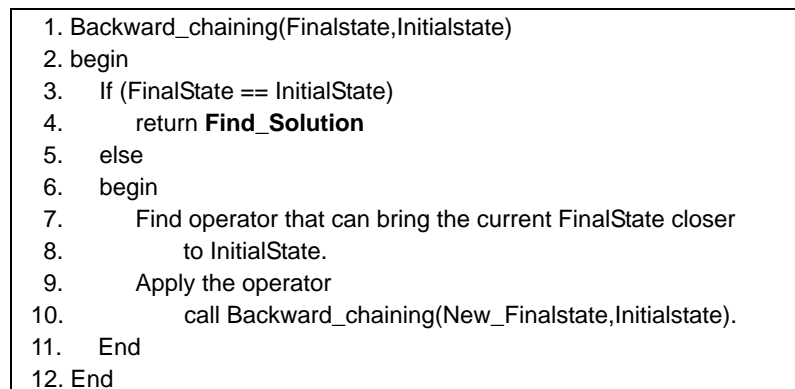 1. Backward_chaining(Finalstate,Initialstate)
2. begin
3. If (FinalState == InitialState)
4. return Find_Solution
5. else
6. begin
7. Find operator that can bring the current FinalState closer
8. to InitialState.
9. Apply the operator
10. call Backward_chaining(New_Finalstate,Initialstate).
11. End
12. End